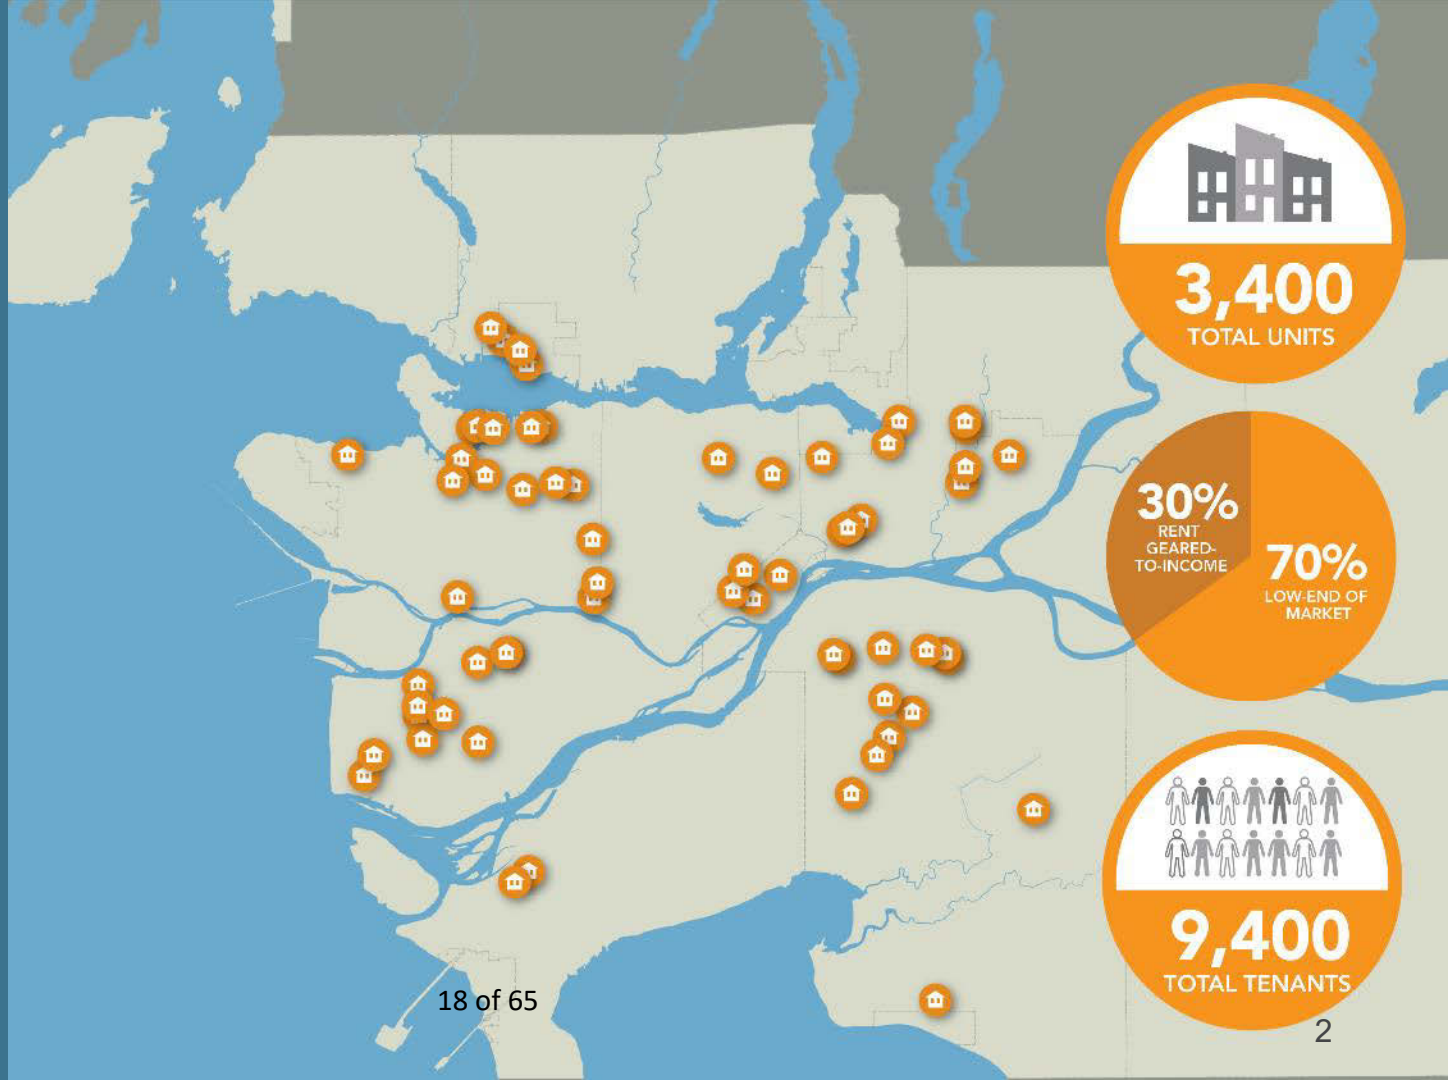 3,400
TOTAL UNITS
30%
RENT
GEARED-
TO-INCOME
70%
LOW-END OF
MARKET
9,400
TOTAL TENANTS
18 of 65
2